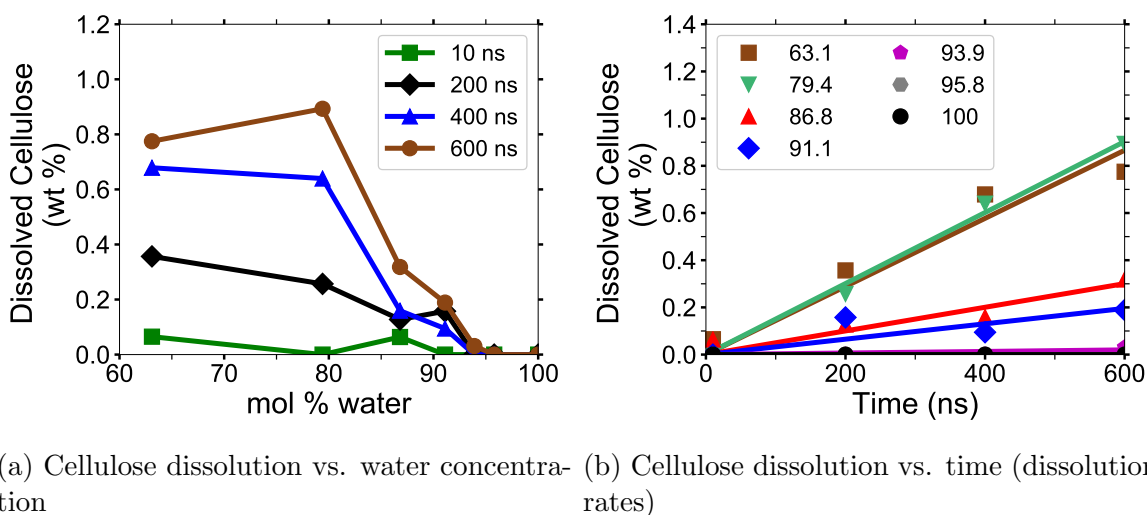 1.2
1.0
0.8
0.6
0.4
0.2
0.0
60
70
80
90
100
Dissolved Cellulose
(wt %)
mol % water
10 ns
200 ns
400 ns
600 ns
1.4
1.2
1.0
0.8
0.6
0.4
0.2
0.0
0
200
400
600
Dissolved Cellulose
(wt %)
Time (ns)
63.1
79.4
86.8
91.1
93.9
95.8
100
(a) Cellulose dissolution vs. water concentra-
tion
(b) Cellulose dissolution vs. time (dissolution
rates)